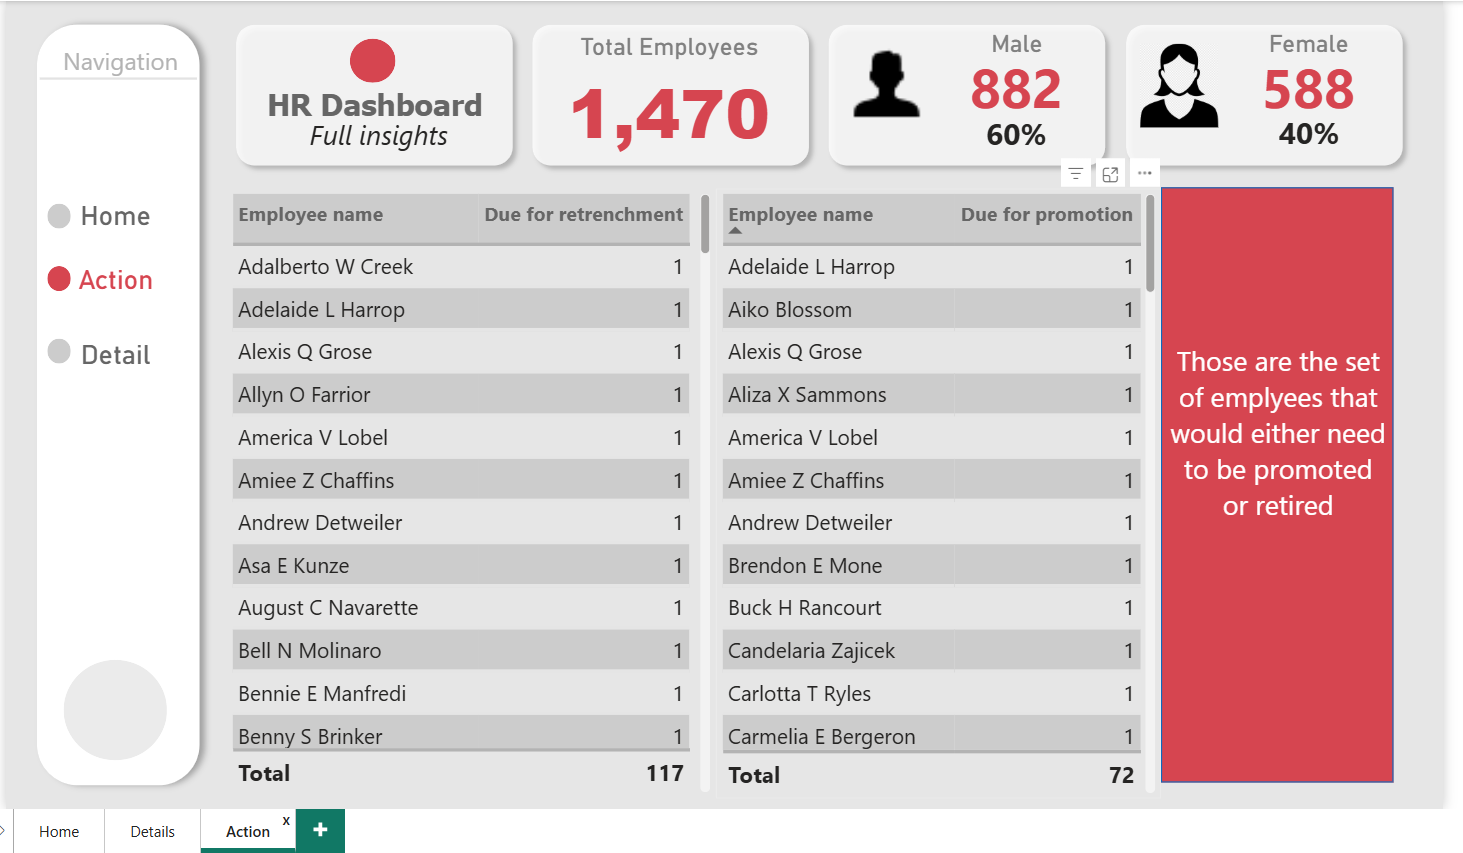 Navigation
Home
Action
Detail
HR Dashboard
Full insights
Total Employees
1,470
Male
882
60%
Female
588
40%
Employee name Due for retrenchment
Adalberto W Creek 1
Adelaide L Harrop 1
Alexis Q Grose 1
Allyn O Farrior 1
America V Lobel 1
Amiee Z Chaffins 1
Andrew Detweiler 1
Asa E Kunze 1
August C Navarette 1
Bell N Molinaro 1
Bennie E Manfredi 1
Benny S Brinker 1
Total 117
Employee name Due for promotion
Adelaide L Harrop 1
Aiko Blossom 1
Alexis Q Grose 1
Aliza X Sammons 1
America V Lobel 1
Amiee Z Chaffins 1
Andrew Detweiler 1
Brendon E Mone 1
Buck H Rancourt 1
Candelaria Zajicek 1
Carlotta T Ryles 1
Carmelia E Bergeron 1
Total 72
Those are the set
of emplyees that
would either need
to be promoted
or retired
Home Details Action x +